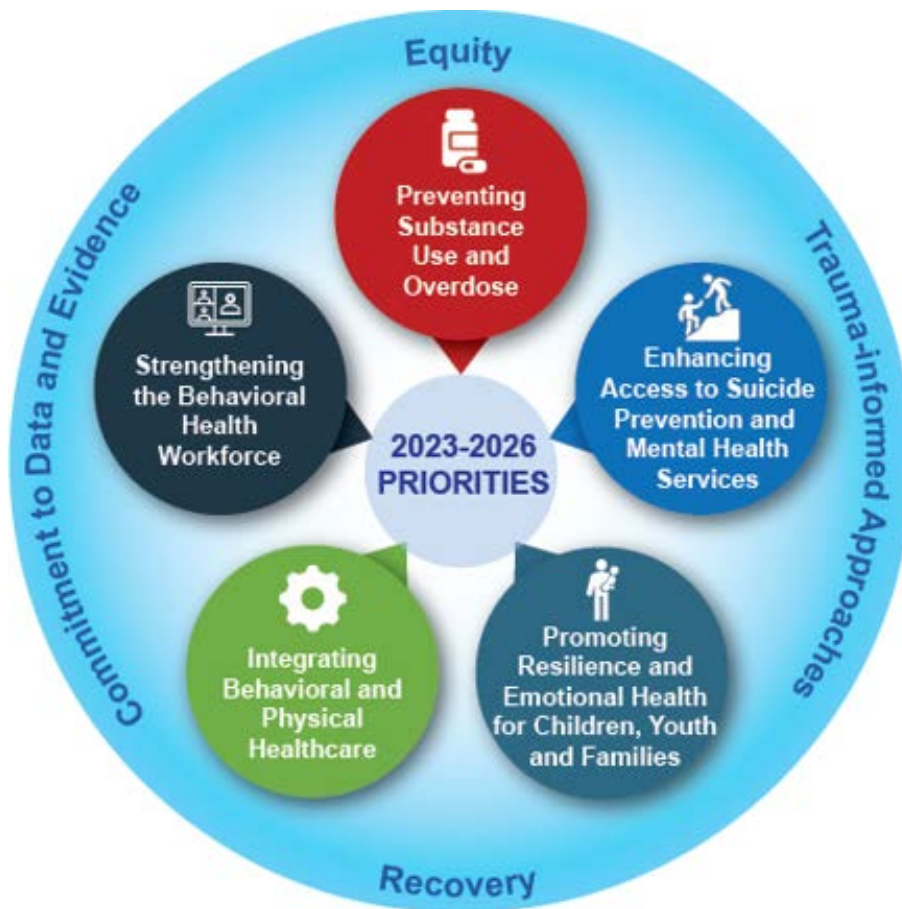 Equity
Preventing
Substance
Use and
Overdose
Commitment to Data and Evidence
Trauma-informed Approaches
Strengthening
the Behavioral
Health
Workforce
Enhancing
Access to Suicide
Prevention and
Mental Health
Services
2023-2026
PRIORITIES
Integrating
Behavioral and
Physical
Healthcare
Promoting
Resilience and
Emotional Health
for Children, Youth
and Families
Recovery